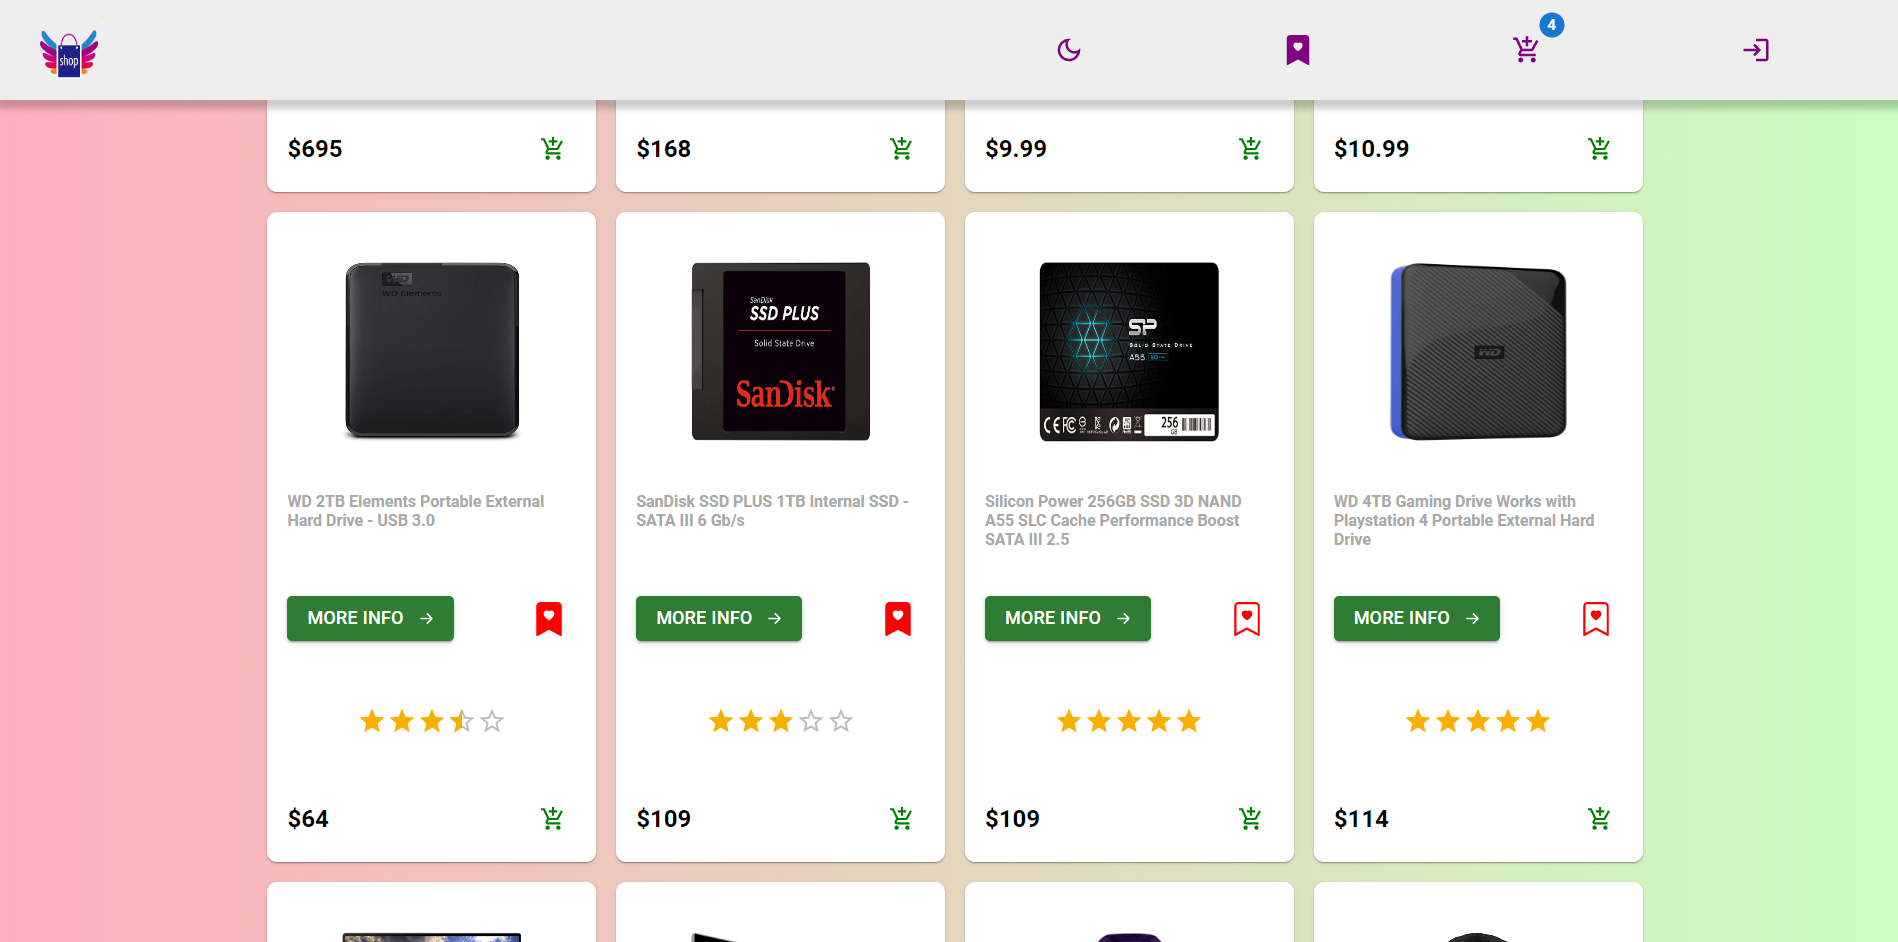 shop
4
$695
$168
$9.99
$10.99
WD
WD Elements
SanDisk
SSD PLUS
Solid State Drive
SanDisk
SP
Solid State Drive
A55
256
GB
WD
WD 2TB Elements Portable External
Hard Drive - USB 3.0
SanDisk SSD PLUS 1TB Internal SSD -
SATA III 6 Gb/s
Silicon Power 256GB SSD 3D NAND
A55 SLC Cache Performance Boost
SATA III 2.5
WD 4TB Gaming Drive Works with
Playstation 4 Portable External Hard
Drive
MORE INFO
MORE INFO
MORE INFO
MORE INFO
$64
$109
$109
$114